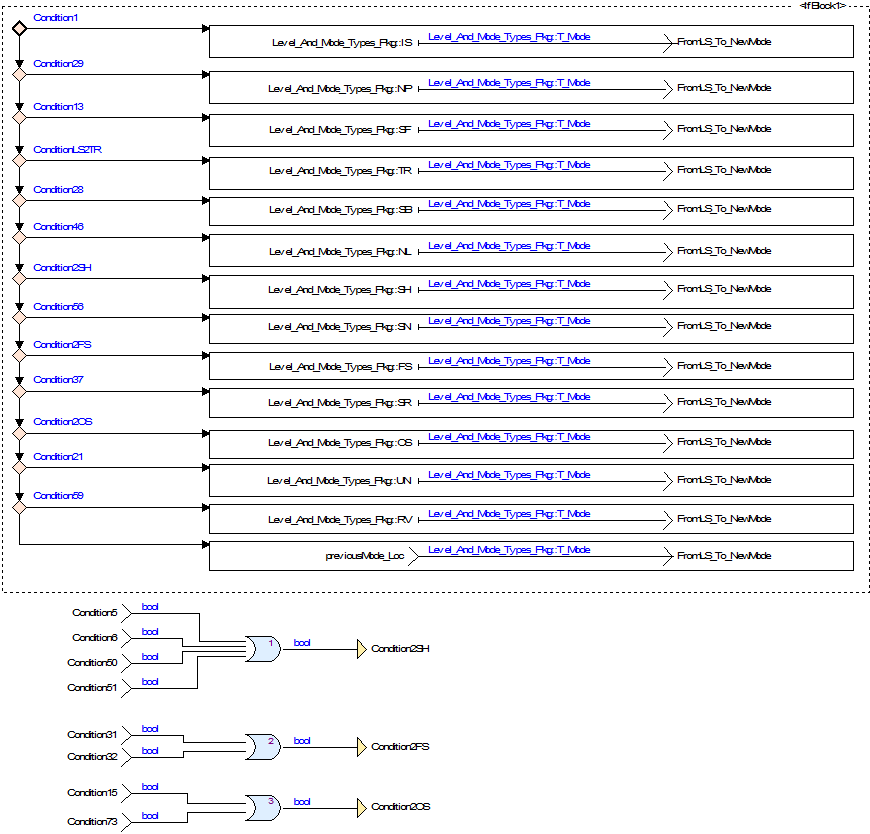 <IfBlock1>
Condition1
Level_And_Mode_Types_Pkg::IS Level_And_Mode_Types_Pkg::T_Mode FromLS_To_NewMode
Condition29
Level_And_Mode_Types_Pkg::NP Level_And_Mode_Types_Pkg::T_Mode FromLS_To_NewMode
Condition13
Level_And_Mode_Types_Pkg::SF Level_And_Mode_Types_Pkg::T_Mode FromLS_To_NewMode
ConditionLS2TR
Level_And_Mode_Types_Pkg::TR Level_And_Mode_Types_Pkg::T_Mode FromLS_To_NewMode
Condition28
Level_And_Mode_Types_Pkg::SB Level_And_Mode_Types_Pkg::T_Mode FromLS_To_NewMode
Condition46
Level_And_Mode_Types_Pkg::NL Level_And_Mode_Types_Pkg::T_Mode FromLS_To_NewMode
Condition2SH
Level_And_Mode_Types_Pkg::SH Level_And_Mode_Types_Pkg::T_Mode FromLS_To_NewMode
Condition56
Level_And_Mode_Types_Pkg::SN Level_And_Mode_Types_Pkg::T_Mode FromLS_To_NewMode
Condition2FS
Level_And_Mode_Types_Pkg::FS Level_And_Mode_Types_Pkg::T_Mode FromLS_To_NewMode
Condition37
Level_And_Mode_Types_Pkg::SR Level_And_Mode_Types_Pkg::T_Mode FromLS_To_NewMode
Condition2OS
Level_And_Mode_Types_Pkg::OS Level_And_Mode_Types_Pkg::T_Mode FromLS_To_NewMode
Condition21
Level_And_Mode_Types_Pkg::UN Level_And_Mode_Types_Pkg::T_Mode FromLS_To_NewMode
Condition59
Level_And_Mode_Types_Pkg::RV Level_And_Mode_Types_Pkg::T_Mode FromLS_To_NewMode
previousMode_Loc Level_And_Mode_Types_Pkg::T_Mode FromLS_To_NewMode
Condition5 bool
Condition6 bool
1 bool Condition2SH
Condition50 bool
Condition51 bool
Condition31 bool
2 bool Condition2FS
Condition32 bool
Condition15 bool
3 bool Condition2OS
Condition73 bool